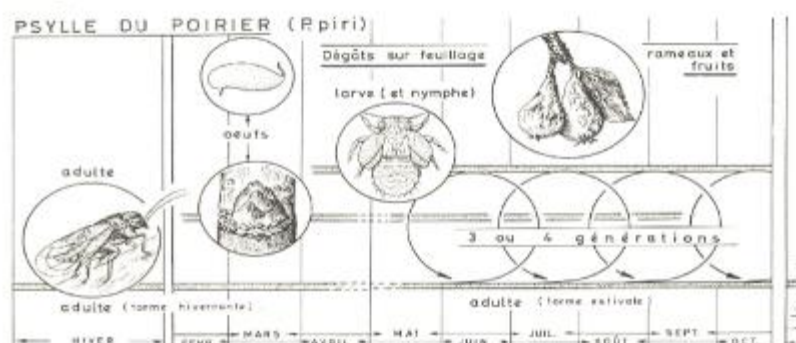 PSYLLE DU POIRIER (P. piri)
Dégâts sur feuillage
rameaux et
fruits
larve (et nymphe)
oeufs
adulte
3 ou 4 générations
adulte (forme hivernante)
adulte (forme estivale)
HIVER
MARS
AVRIL
MAI
JUIN
JUIL.
AOÛT
SEPT
OCT.